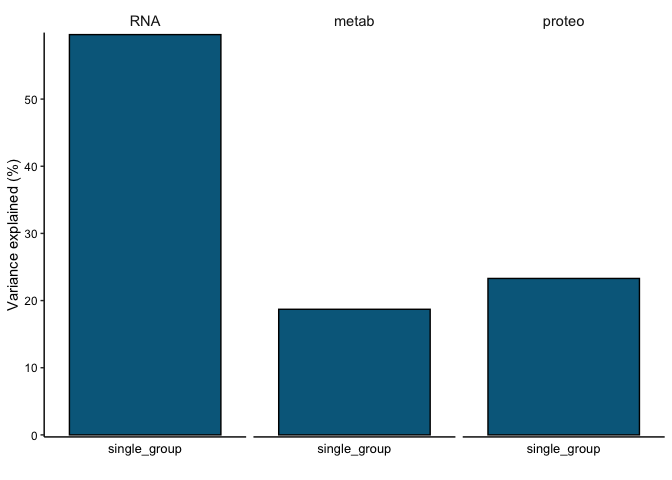 RNA
metab
proteo
Variance explained (%)
50
40
30
20
10
0
single_group
single_group
single_group